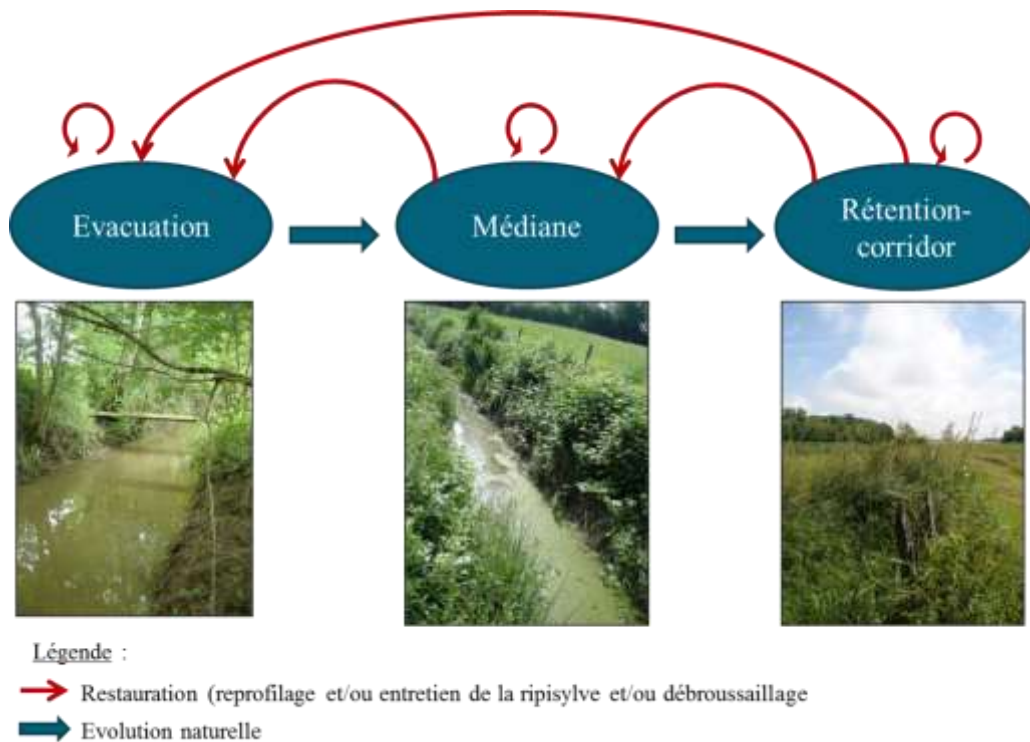 Evacuation
Médiane
Rétention-
corridor
Légende :
Restauration (reprofilage et/ou entretien de la ripisylve et/ou débroussaillage
Evolution naturelle